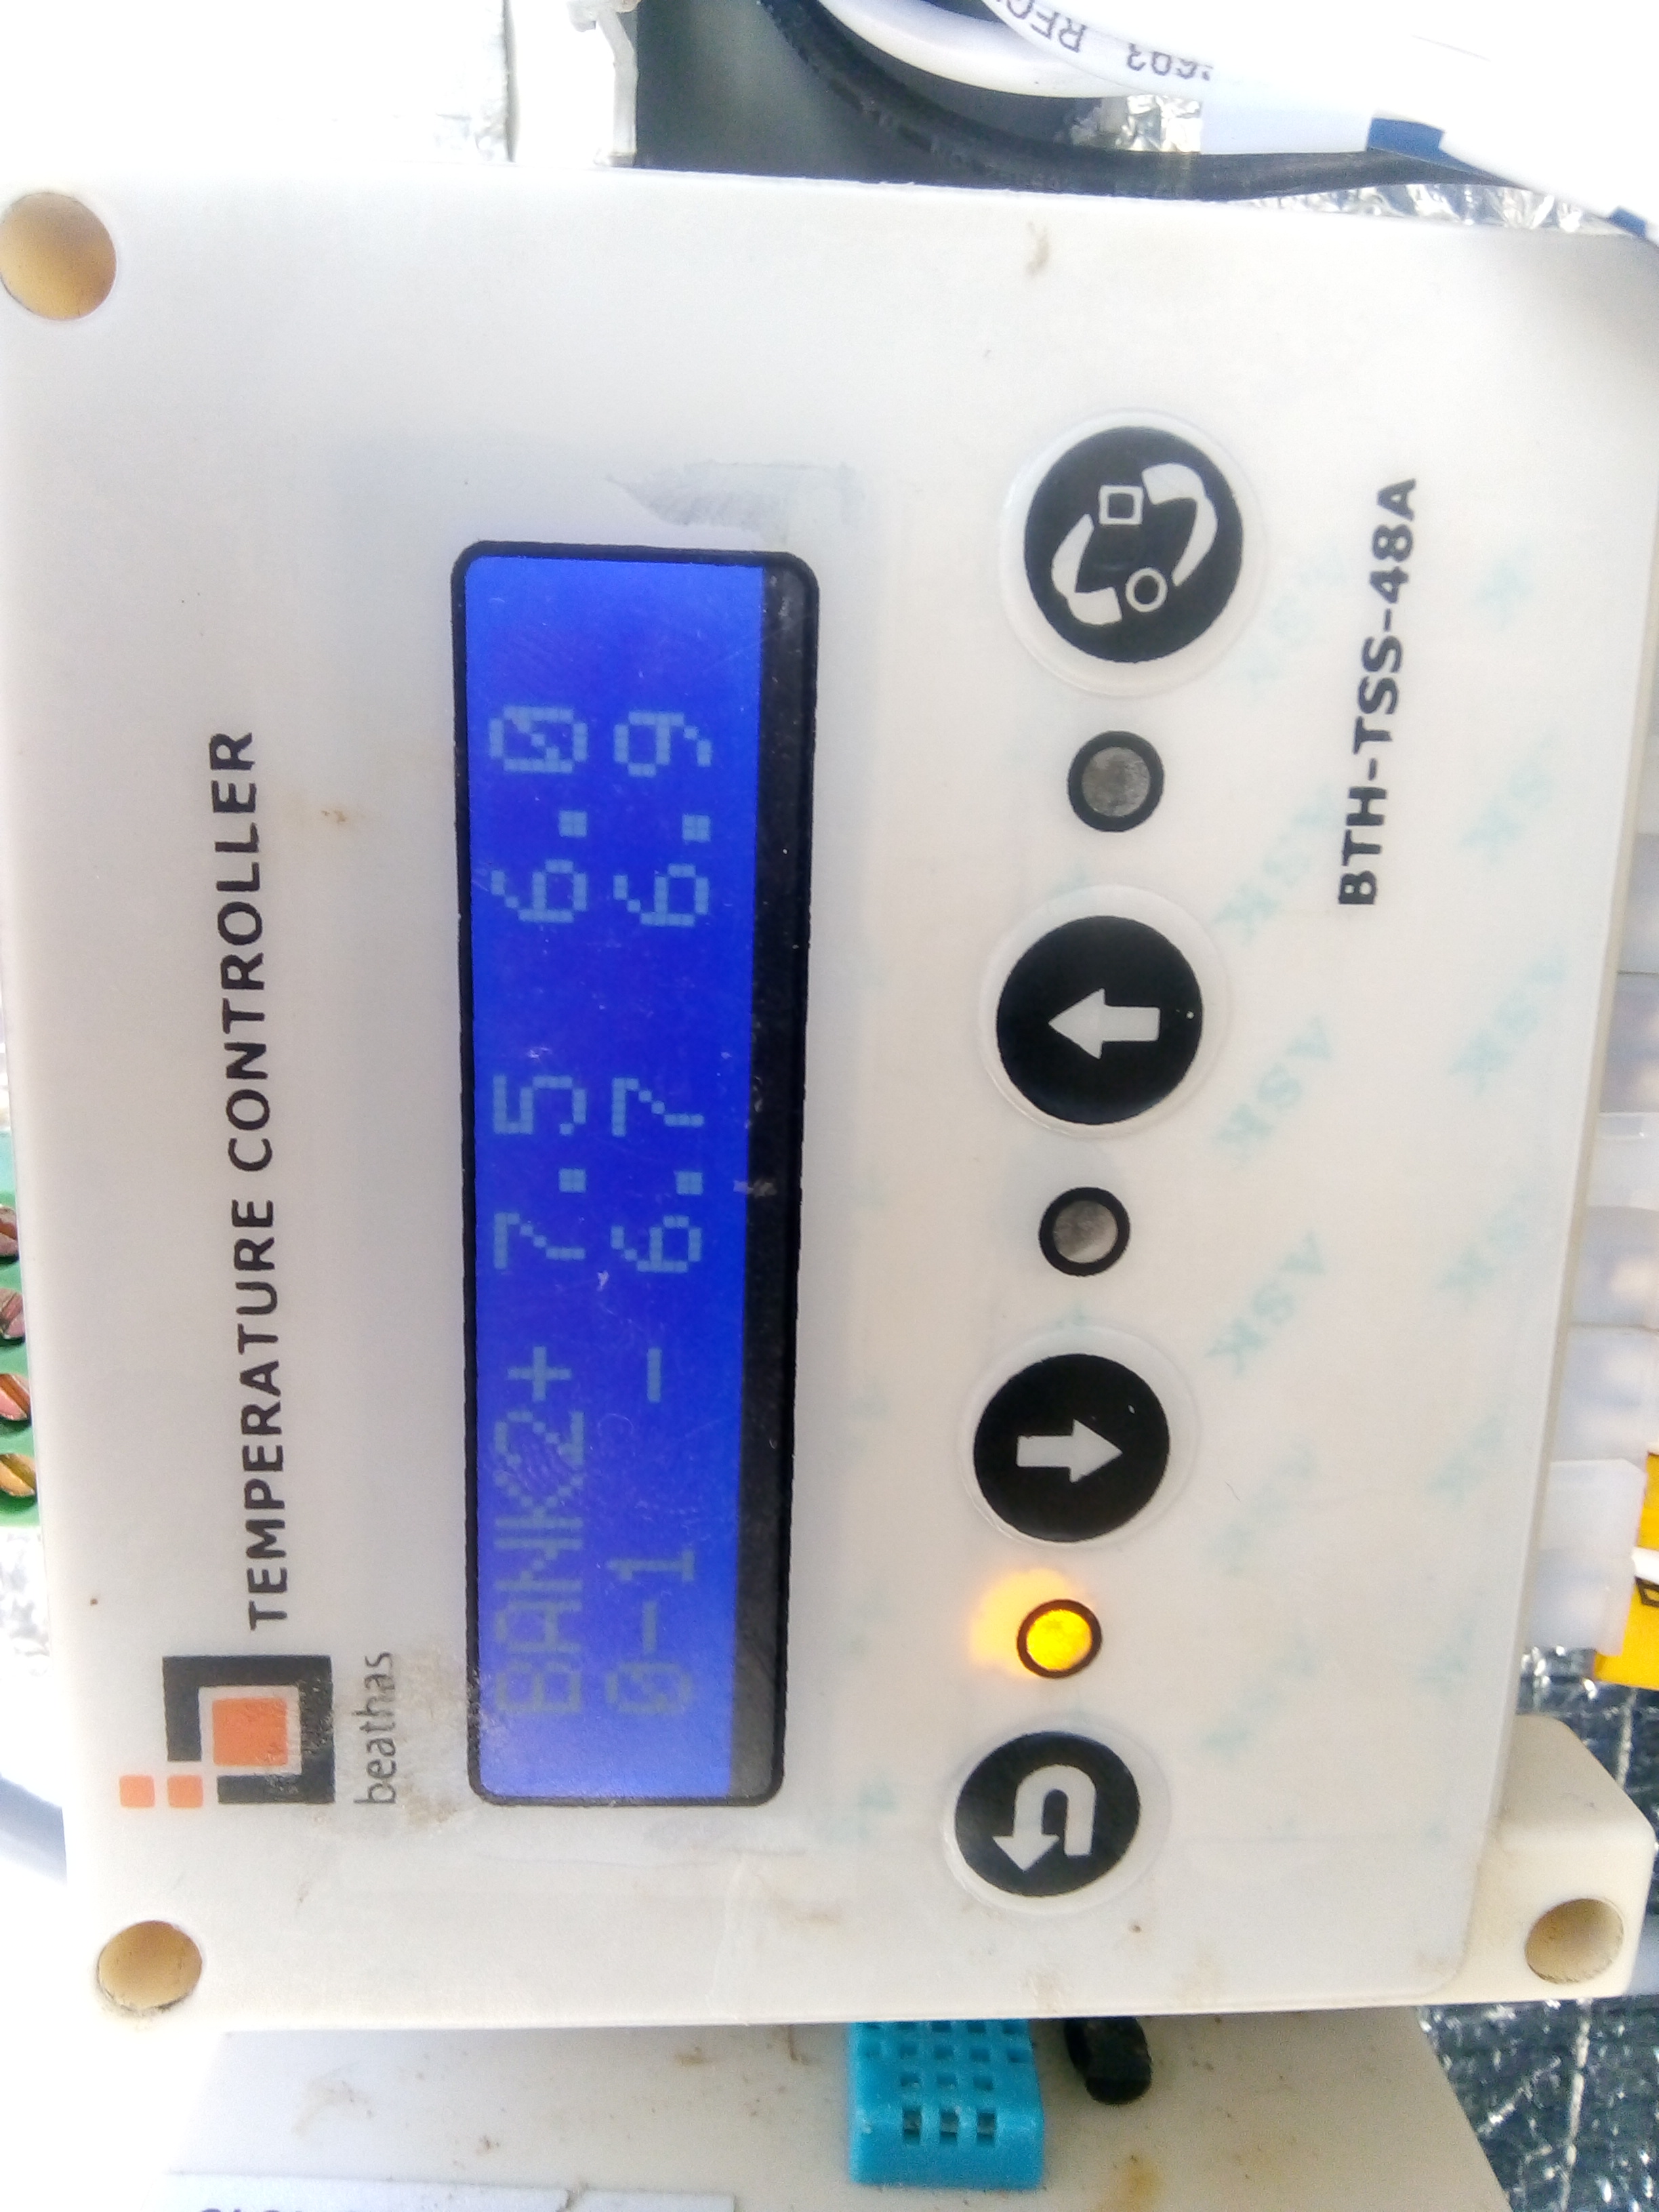 TEMPERATURE CONTROLLER
beathas
BANK2+ 7.5 6.0
0-1 - 6.7 6.9
BTH-TSS-48A